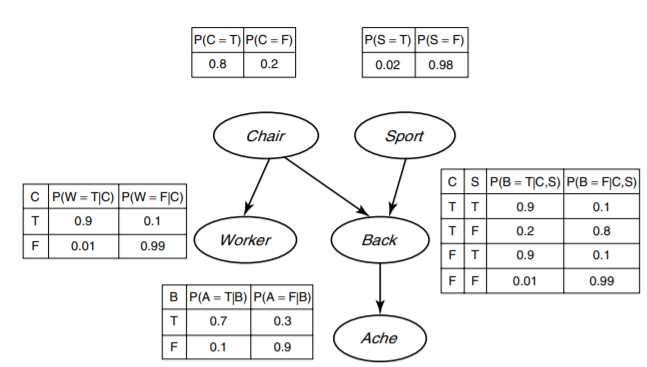 P(C = T) P(C = F)
0.8 0.2
P(S = T) P(S = F)
0.02 0.98
Chair
Sport
C P(W = T|C) P(W = F|C)
T 0.9 0.1
F 0.01 0.99
Worker
Back
C S P(B = T|C,S) P(B = F|C,S)
T T 0.9 0.1
T F 0.2 0.8
F T 0.9 0.1
F F 0.01 0.99
B P(A = T|B) P(A = F|B)
T 0.7 0.3
F 0.1 0.9
Ache